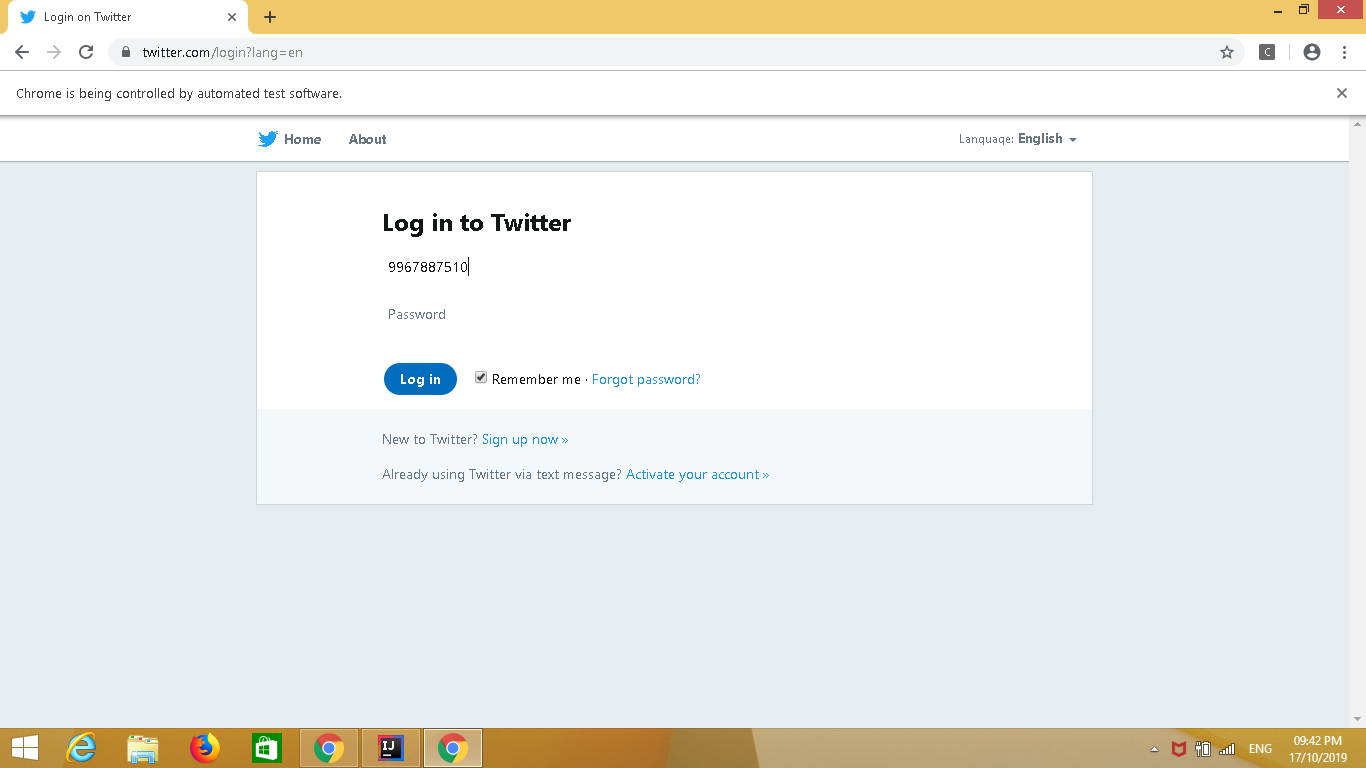 Login on Twitter
twitter.com/login?lang=en
C
Chrome is being controlled by automated test software.
Home About Language: English
Log in to Twitter
9967887510
Password
Log in Remember me · Forgot password?
New to Twitter? Sign up now »
Already using Twitter via text message? Activate your account »
IJ ENG 09:42 PM
17/10/2019